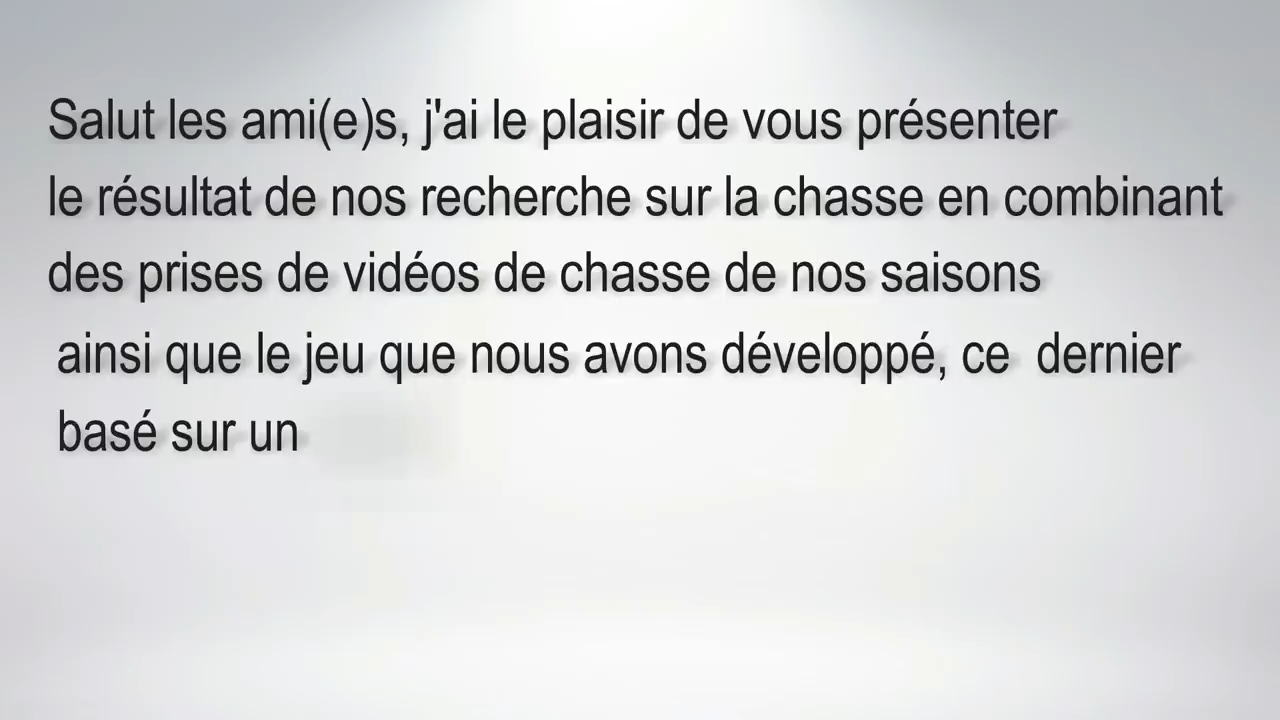 Salut les ami(e)s, j'ai le plaisir de vous présenter
le résultat de nos recherche sur la chasse en combinant
des prises de vidéos de chasse de nos saisons
ainsi que le jeu que nous avons développé, ce dernier
basé sur un